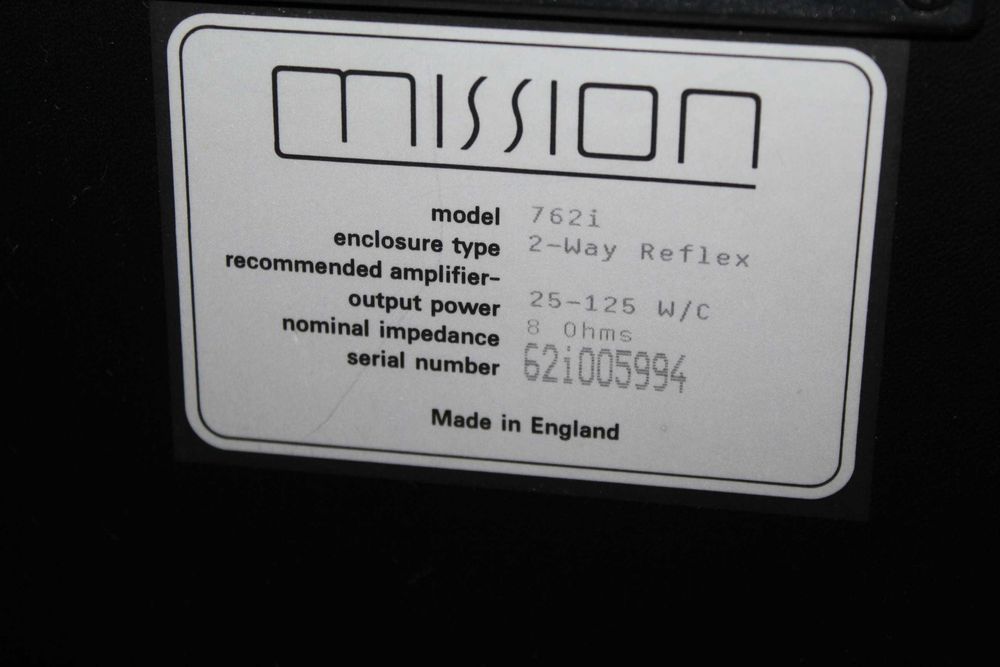 mission
model 762i
enclosure type 2-Way Reflex
recommended amplifier-
output power 25-125 W/C
nominal impedance 8 Ohms
serial number 62i005994
Made in England